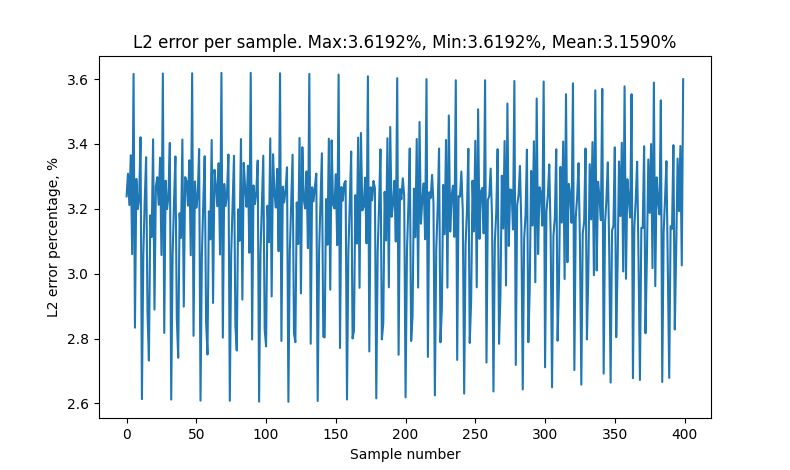 L2 error per sample. Max:3.6192%, Min:3.6192%, Mean:3.1590%
3.6
3.4
3.2
3.0
2.8
2.6
L2 error percentage, %
0 50 100 150 200 250 300 350 400
Sample number